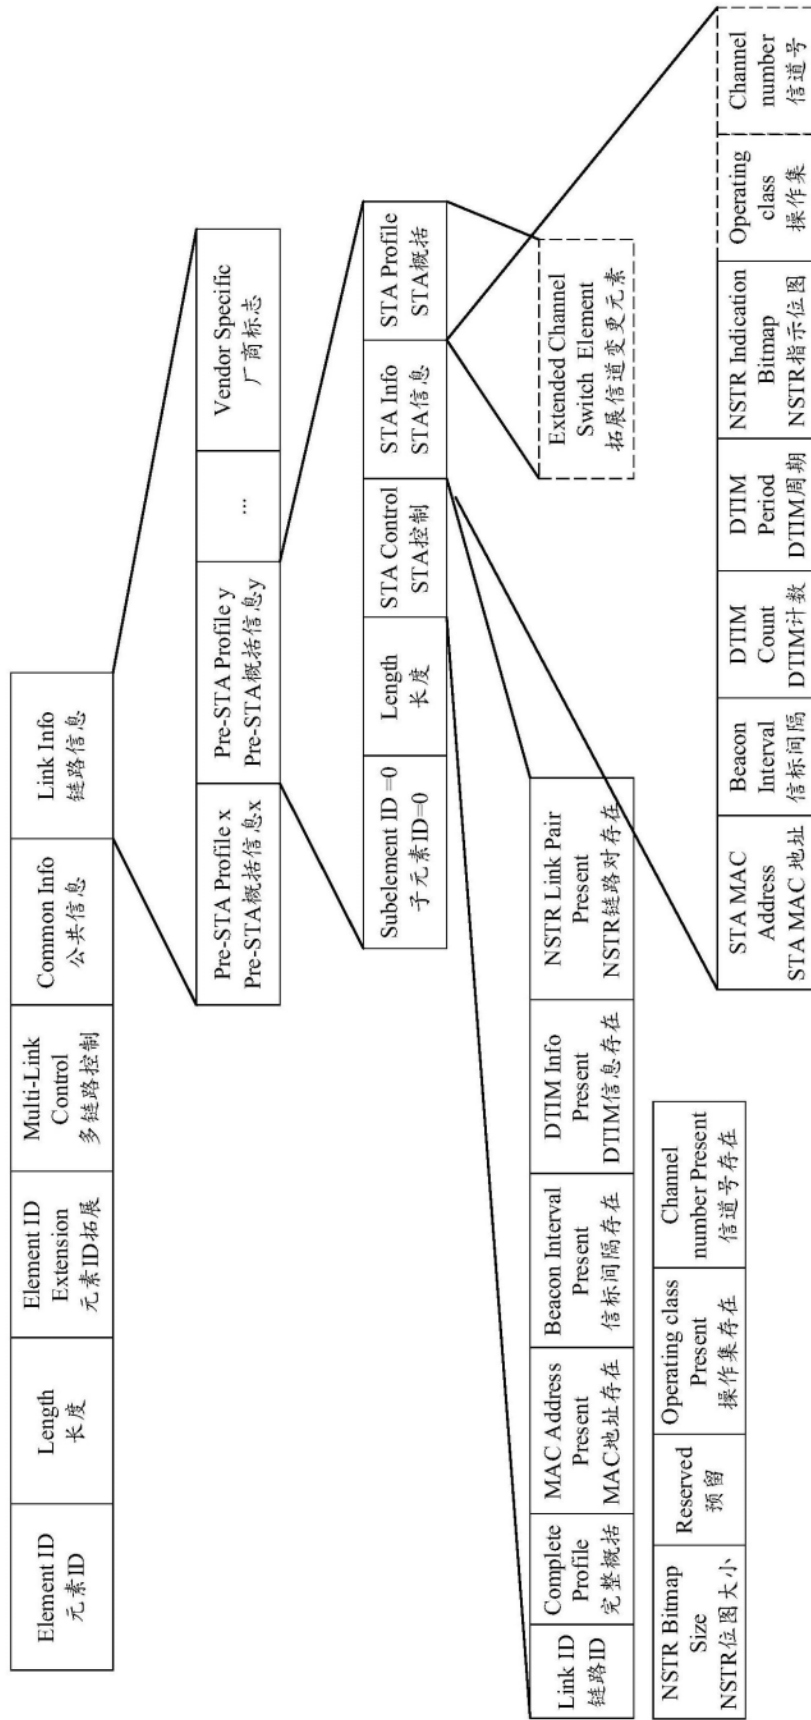 Element ID
元素ID
Length
长度
Element ID
Extension
元素ID拓展
Multi-Link
Control
多链路控制
Common Info
公共信息
Link Info
链路信息
Pre-STA Profile x
Pre-STA概括信息x
Pre-STA Profile y
Pre-STA概括信息y
...
Vendor Specific
厂商标志
Subelement ID =0
子元素ID=0
Length
长度
STA Control
STA控制
STA Info
STA信息
STA Profile
STA概括
Link ID
链路ID
Complete
Profile
完整概括
MAC Address
Present
MAC地址存在
Beacon Interval
Present
信标间隔存在
DTIM Info
Present
DTIM信息存在
NSTR Link Pair
Present
NSTR链路对存在
Extended Channel
Switch Element
拓展信道变更元素
NSTR Bitmap
Size
NSTR位图大小
Reserved
预留
Operating class
Present
操作集存在
Channel
number Present
信道号存在
STA MAC
Address
STA MAC 地址
Beacon
Interval
信标间隔
DTIM
Count
DTIM计数
DTIM
Period
DTIM周期
NSTR Indication
Bitmap
NSTR指示位图
Operating
class
操作集
Channel
number
信道号